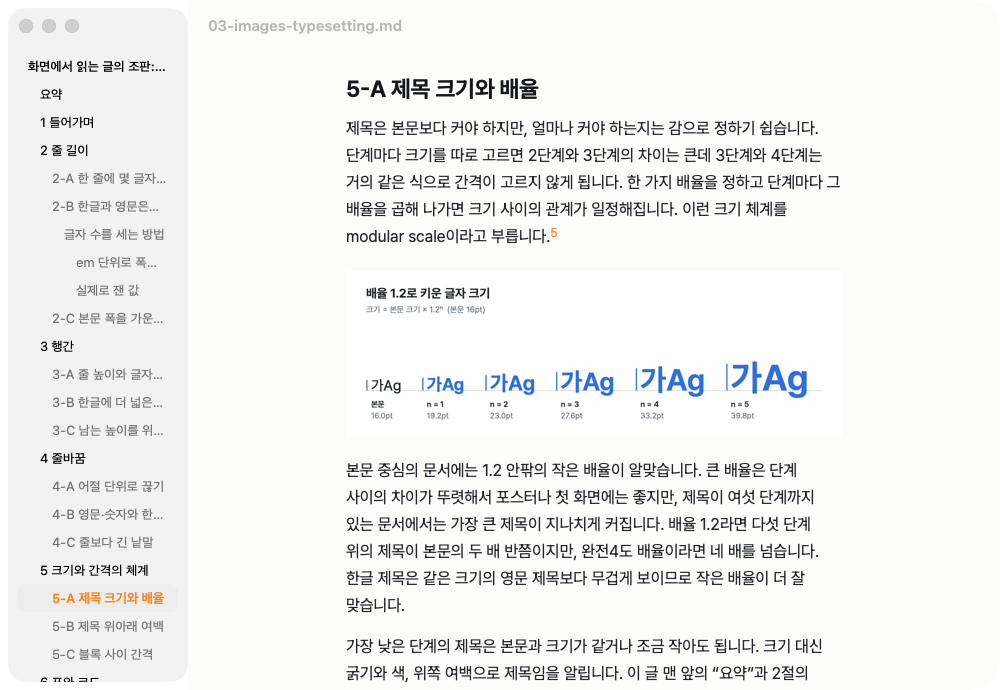 03-images-typesetting.md
화면에서 읽는 글의 조판:...
요약
1 들어가며
2 줄 길이
2-A 한 줄에 몇 글자...
2-B 한글과 영문은...
글자 수를 세는 방법
em 단위로 폭...
실제로 잰 값
2-C 본문 폭을 가운...
3 행간
3-A 줄 높이와 글자...
3-B 한글에 더 넓은...
3-C 남는 높이를 위...
4 줄바꿈
4-A 어절 단위로 끊기
4-B 영문·숫자와 한...
4-C 줄보다 긴 낱말
5 크기와 간격의 체계
5-A 제목 크기와 배율
5-B 제목 위아래 여백
5-C 블록 사이 간격
5-A 제목 크기와 배율
제목은 본문보다 커야 하지만, 얼마나 커야 하는지는 감으로 정하기 쉽습니다.
단계마다 크기를 따로 고르면 2단계와 3단계의 차이는 큰데 3단계와 4단계는
거의 같은 식으로 간격이 고르지 않게 됩니다. 한 가지 배율을 정하고 단계마다 그
배율을 곱해 나가면 크기 사이의 관계가 일정해집니다. 이런 크기 체계를
modular scale이라고 부릅니다.5
배율 1.2로 키운 글자 크기
크기 = 본문 크기 × 1.2ⁿ (본문 16pt)
가Ag 가Ag 가Ag 가Ag 가Ag 가Ag
본문 n = 1 n = 2 n = 3 n = 4 n = 5
16.0pt 19.2pt 23.0pt 27.6pt 33.2pt 39.8pt
본문 중심의 문서에는 1.2 안팎의 작은 배율이 알맞습니다. 큰 배율은 단계
사이의 차이가 뚜렷해서 포스터나 첫 화면에는 좋지만, 제목이 여섯 단계까지
있는 문서에서는 가장 큰 제목이 지나치게 커집니다. 배율 1.2라면 다섯 단계
위의 제목이 본문의 두 배 반쯤이지만, 완전4도 배율이라면 네 배를 넘습니다.
한글 제목은 같은 크기의 영문 제목보다 무겁게 보이므로 작은 배율이 더 잘
맞습니다.
가장 낮은 단계의 제목은 본문과 크기가 같거나 조금 작아도 됩니다. 크기 대신
굵기와 색, 위쪽 여백으로 제목임을 알립니다. 이 글 맨 앞의 “요약”과 2절의